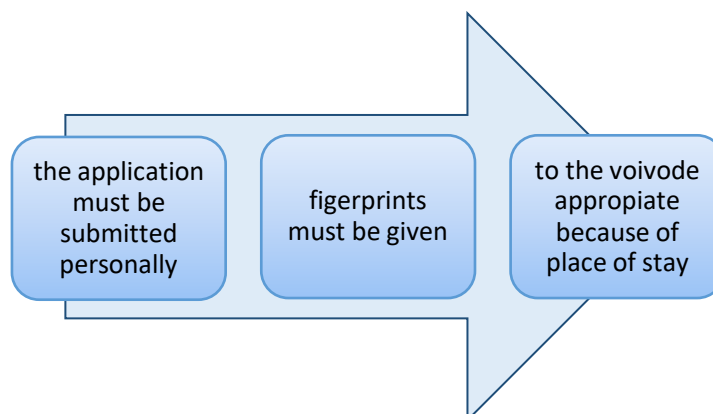 the application
must be
submitted
personally
figerprints
must be given
to the voivode
appropiate
because of
place of stay